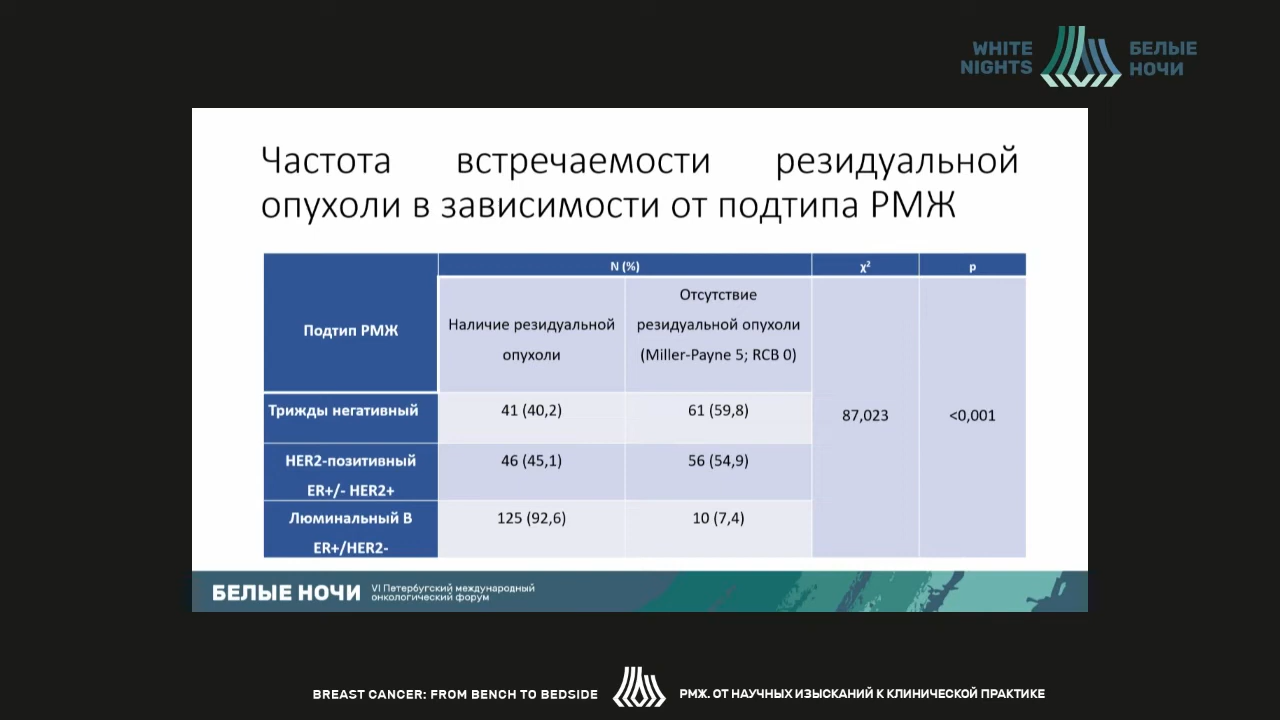 WHITE
NIGHTS
БЕЛЫЕ
НОЧИ
Частота встречаемости резидуальной
опухоли в зависимости от подтипа РМЖ
Подтип РМЖ
N (%)
χ²
p
Наличие резидуальной
опухоли
Отсутствие
резидуальной опухоли
(Miller-Payne 5; RCB 0)
Трижды негативный
41 (40,2)
61 (59,8)
87,023
<0,001
HER2-позитивный
ER+/- HER2+
46 (45,1)
56 (54,9)
Люминальный В
ER+/HER2-
125 (92,6)
10 (7,4)
БЕЛЫЕ НОЧИ
VI Петербургский международный
онкологический форум
BREAST CANCER: FROM BENCH TO BEDSIDE
РМЖ. ОТ НАУЧНЫХ ИЗЫСКАНИЙ К КЛИНИЧЕСКОЙ ПРАКТИКЕ